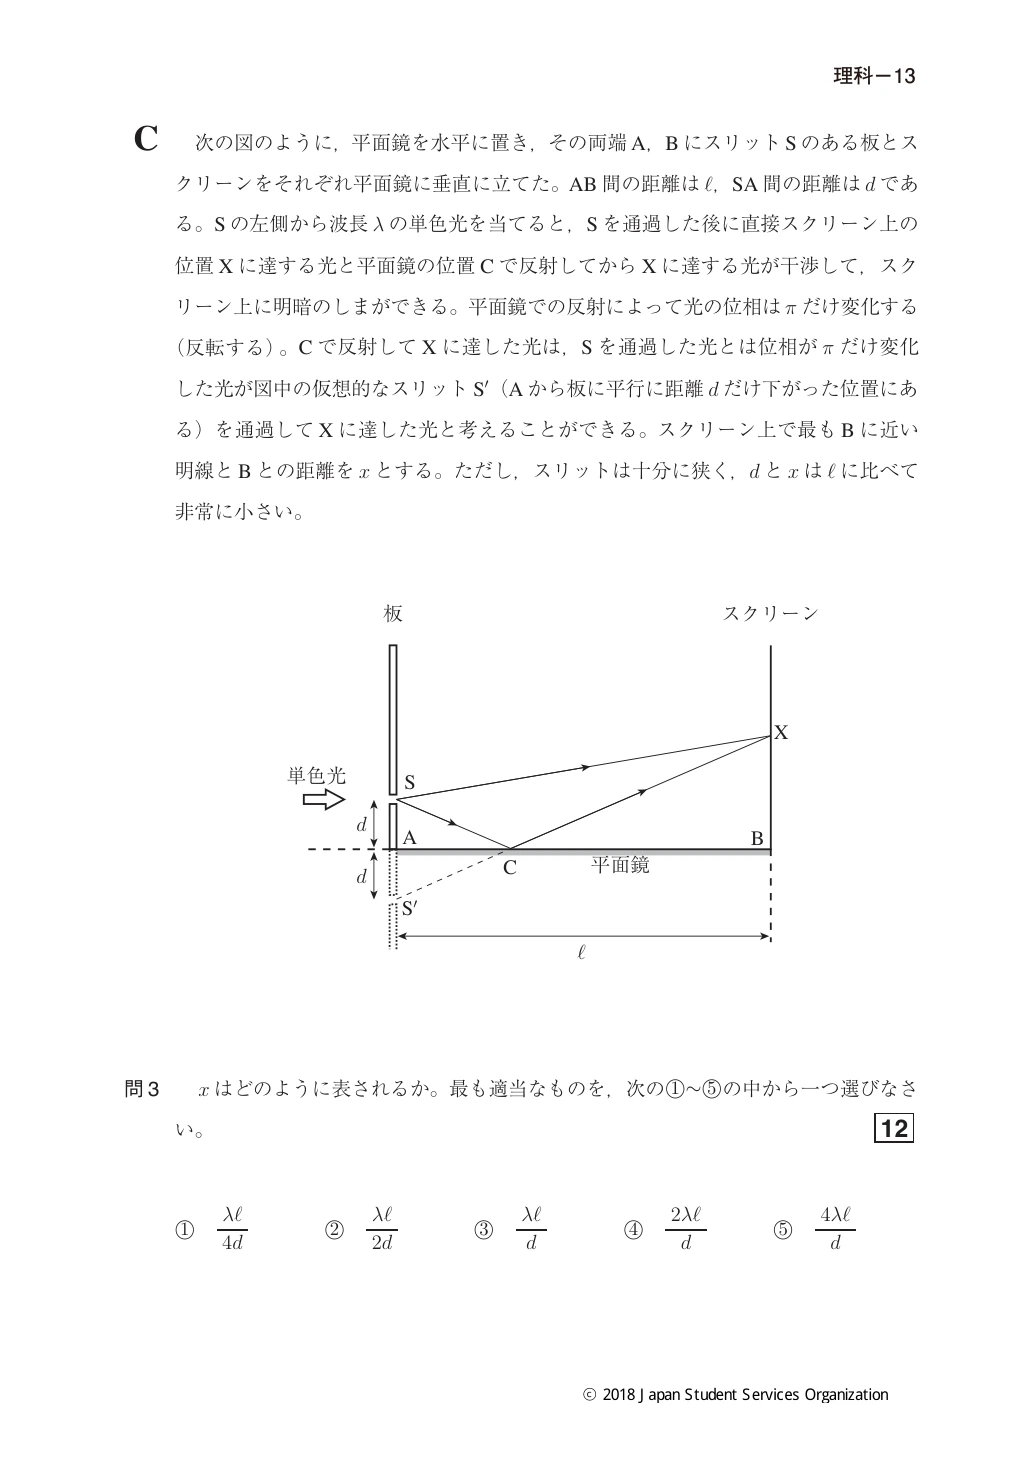 理科－13
C　次の図のように，平面鏡を水平に置き，その両端 A，B にスリット S のある板とス
クリーンをそれぞれ平面鏡に垂直に立てた。AB 間の距離は ℓ，SA 間の距離は d であ
る。S の左側から波長 λ の単色光を当てると，S を通過した後に直接スクリーン上の
位置 X に達する光と平面鏡の位置 C で反射してから X に達する光が干渉して，スク
リーン上に明暗のしまができる。平面鏡での反射によって光の位相は π だけ変化する
（反転する）。C で反射して X に達した光は，S を通過した光とは位相が π だけ変化
した光が図中の仮想的なスリット S′（A から板に平行に距離 d だけ下がった位置にあ
る）を通過して X に達した光と考えることができる。スクリーン上で最も B に近い
明線と B との距離を x とする。ただし，スリットは十分に狭く，d と x は ℓ に比べて
非常に小さい。
板
スクリーン
X
単色光
S
d
A
B
C
平面鏡
d
S′
ℓ
問3　x はどのように表されるか。最も適当なものを，次の①～⑤の中から一つ選びなさ
い。
12
① λℓ/4d　② λℓ/2d　③ λℓ/d　④ 2λℓ/d　⑤ 4λℓ/d
© 2018 Japan Student Services Organization